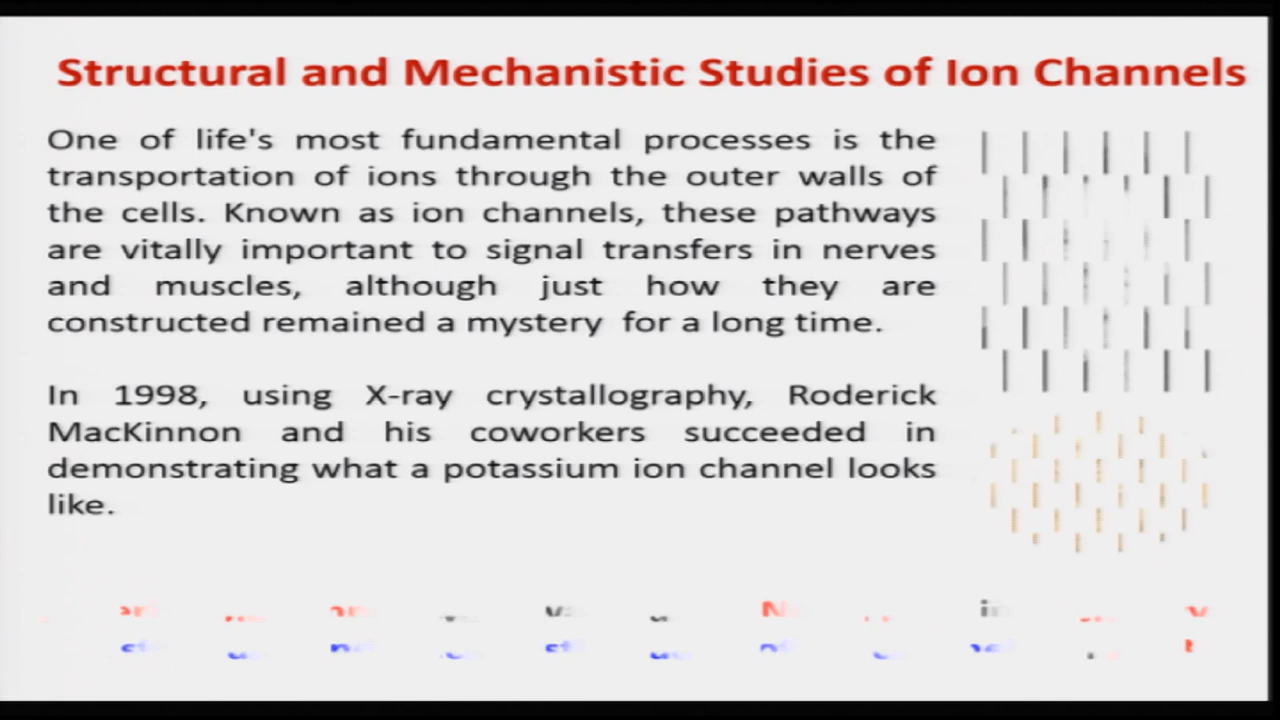 Structural and Mechanistic Studies of Ion Channels
One of life's most fundamental processes is the
transportation of ions through the outer walls of
the cells. Known as ion channels, these pathways
are vitally important to signal transfers in nerves
and muscles, although just how they are
constructed remained a mystery for a long time.
In 1998, using X-ray crystallography, Roderick
MacKinnon and his coworkers succeeded in
demonstrating what a potassium ion channel looks
like.